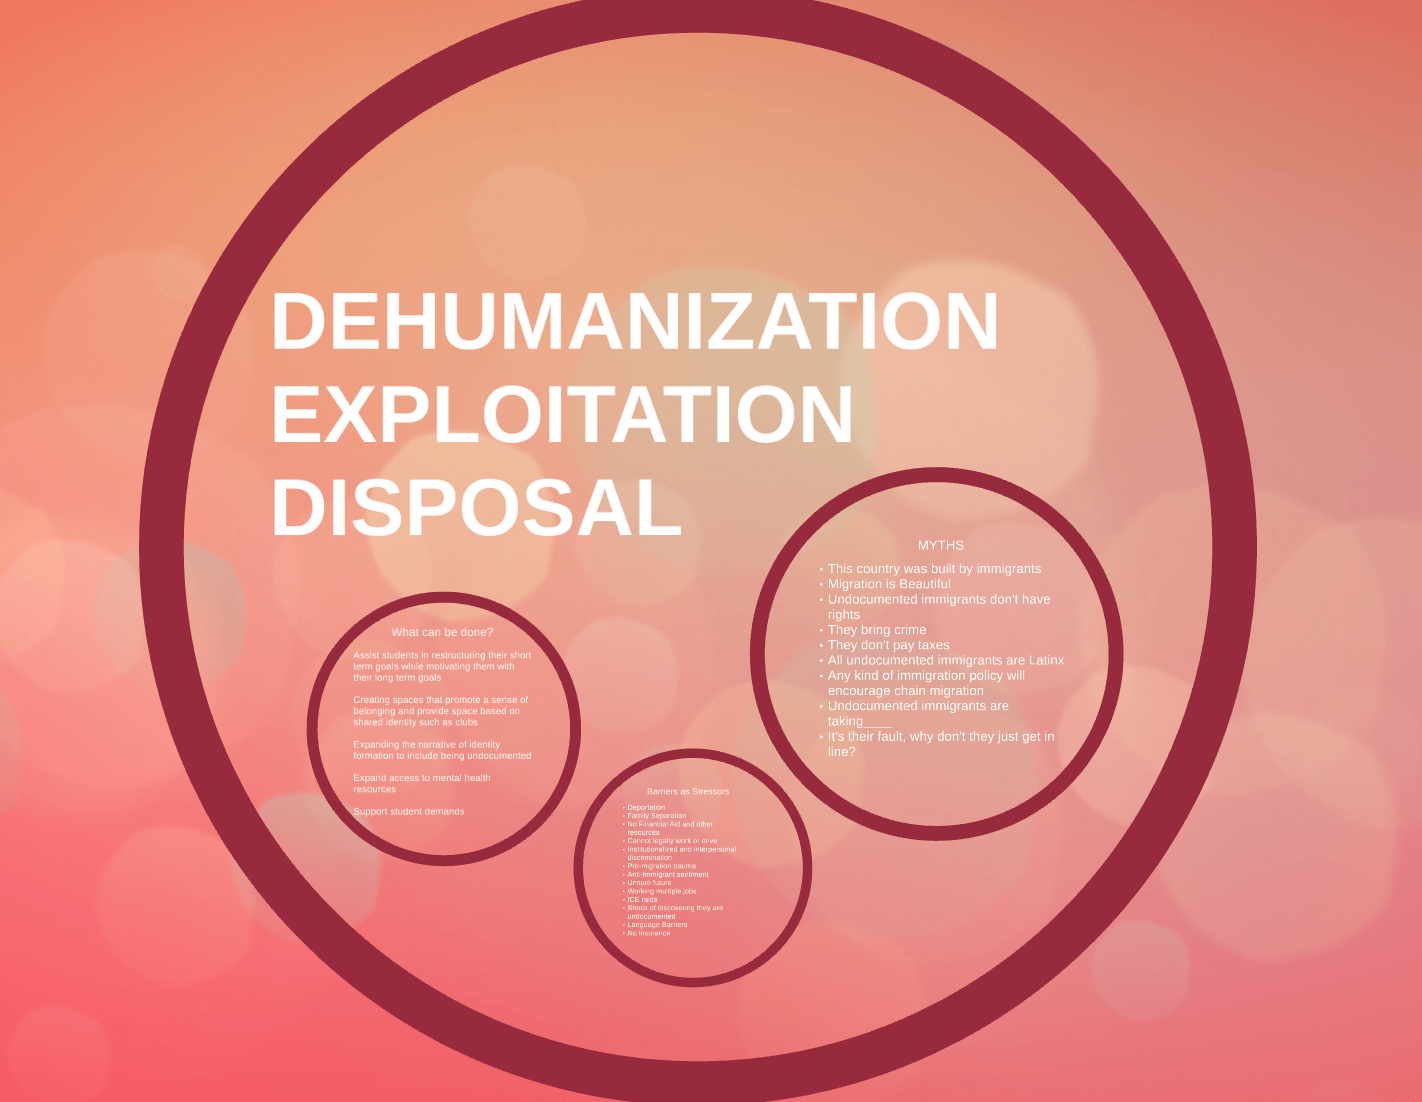 DEHUMANIZATION
EXPLOITATION
DISPOSAL
MYTHS
• This country was built by immigrants
• Migration is Beautiful
• Undocumented immigrants don't have
rights
• They bring crime
• They don't pay taxes
• All undocumented immigrants are Latinx
• Any kind of immigration policy will
encourage chain migration
• Undocumented immigrants are
taking____
• It's their fault, why don't they just get in
line?
What can be done?
Assist students in restructuring their short
term goals while motivating them with
their long term goals
Creating spaces that promote a sense of
belonging and provide space based on
shared identity such as clubs
Expanding the narrative of identity
formation to include being undocumented
Expand access to mental health
resources
Support student demands
Barriers as Stressors
• Deportation
• Family Separation
• No Financial Aid and other
resources
• Cannot legally work or drive
• Institutionalized and interpersonal
discrimination
• Pre-migration trauma
• Anti-Immigrant sentiment
• Unsure future
• Working multiple jobs
• ICE raids
• Shock of discovering they are
undocumented
• Language Barriers
• No insurance